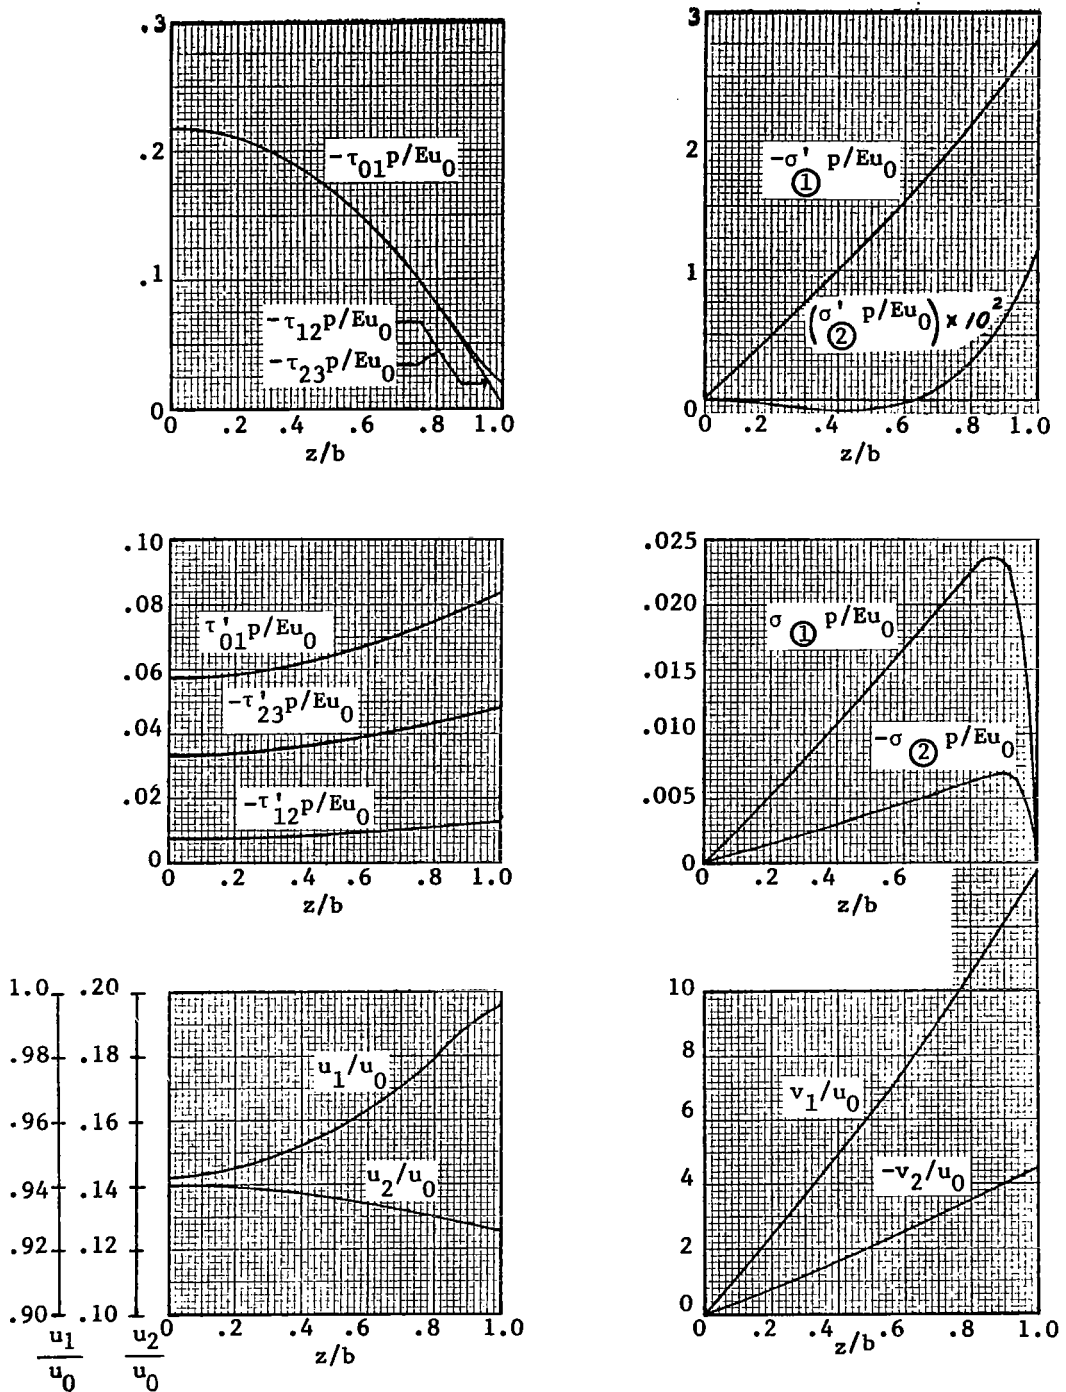 .3
.2
.1
0
-τ01p/Eu0
-τ12p/Eu0
-τ23p/Eu0
0 .2 .4 .6 .8 1.0
z/b
3
2
1
0
-σ'① p/Eu0
(σ'② p/Eu0) × 10²
0 .2 .4 .6 .8 1.0
z/b
.10
.08
.06
.04
.02
0
τ'01p/Eu0
-τ'23p/Eu0
-τ'12p/Eu0
0 .2 .4 .6 .8 1.0
z/b
.025
.020
.015
.010
.005
0
σ① p/Eu0
-σ② p/Eu0
0 .2 .4 .6
z/b
1.0 .20
.98 .18
.96 .16
.94 .14
.92 .12
.90 .10
u1/u0 u2/u0
u1/u0
u2/u0
0 .2 .4 .6 .8 1.0
z/b
10
8
6
4
2
0
v1/u0
-v2/u0
0 .2 .4 .6 .8 1.0
z/b